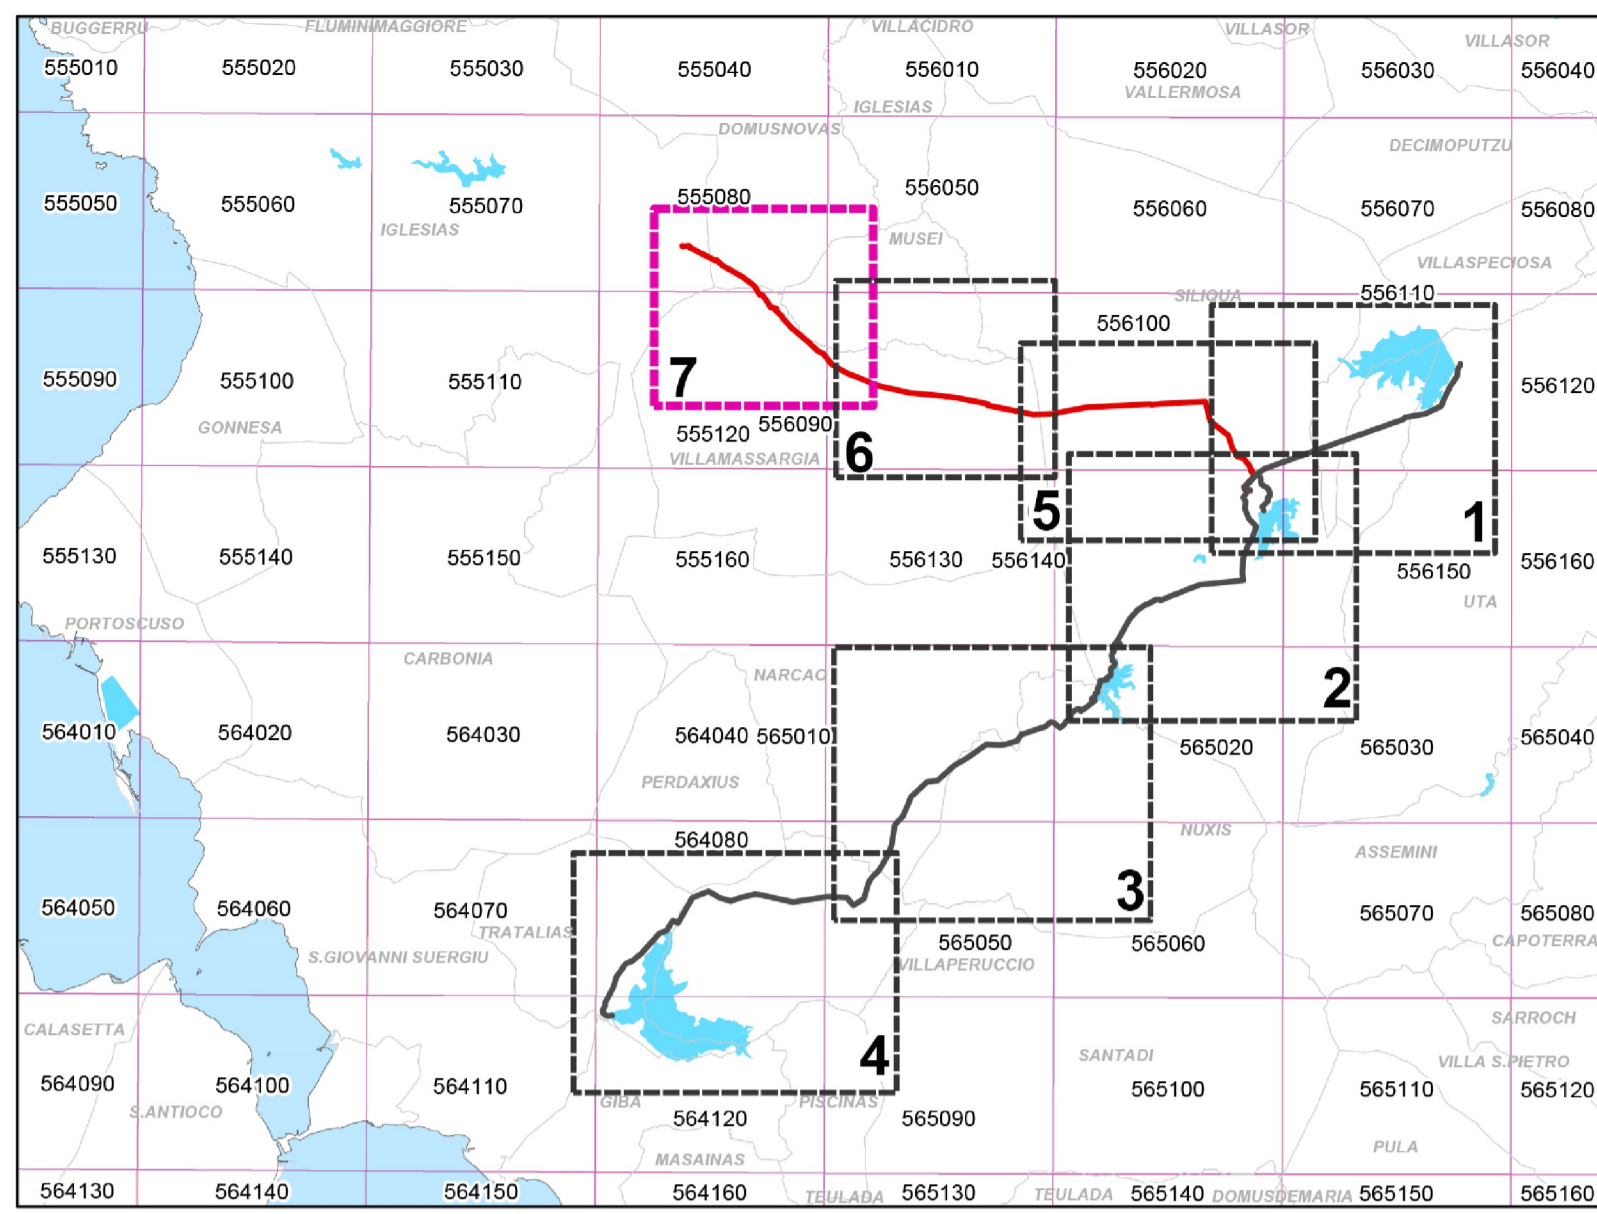 BUGGERRU FLUMINIMAGGIORE VILLACIDRO VILLASOR VILLASOR
555010 555020 555030 555040 556010 556020 556030 556040
VALLERMOSA
IGLESIAS
DOMUSNOVAS
DECIMOPUTZU
555050 555060 555070 555080 556050 556060 556070 556080
IGLESIAS
MUSEI
VILLASPECIOSA
SILIQUA 556110
556100
7
555090 555100 555110 556120
GONNESA
555120 556090
VILLAMASSARGIA 6
5 1
555130 555140 555150 555160 556130 556140 556150 556160
UTA
PORTOSCUSO
CARBONIA
NARCAO
2
564010 564020 564030 564040 565010 565020 565030 565040
PERDAXIUS
NUXIS
564080
ASSEMINI
3
564050 564060 564070 565070 565080
TRATALIAS
565050 565060 CAPOTERRA
S.GIOVANNI SUERGIU
VILLAPERUCCIO
SARROCH
CALASETTA
4 SANTADI VILLA S.PIETRO
564090 564100 564110 565100 565110 565120
S.ANTIOCO GIBA PISCINAS
564120 565090
PULA
MASAINAS
564130 564140 564150 564160 TEULADA 565130 TEULADA 565140 DOMUSDEMARIA 565150 565160